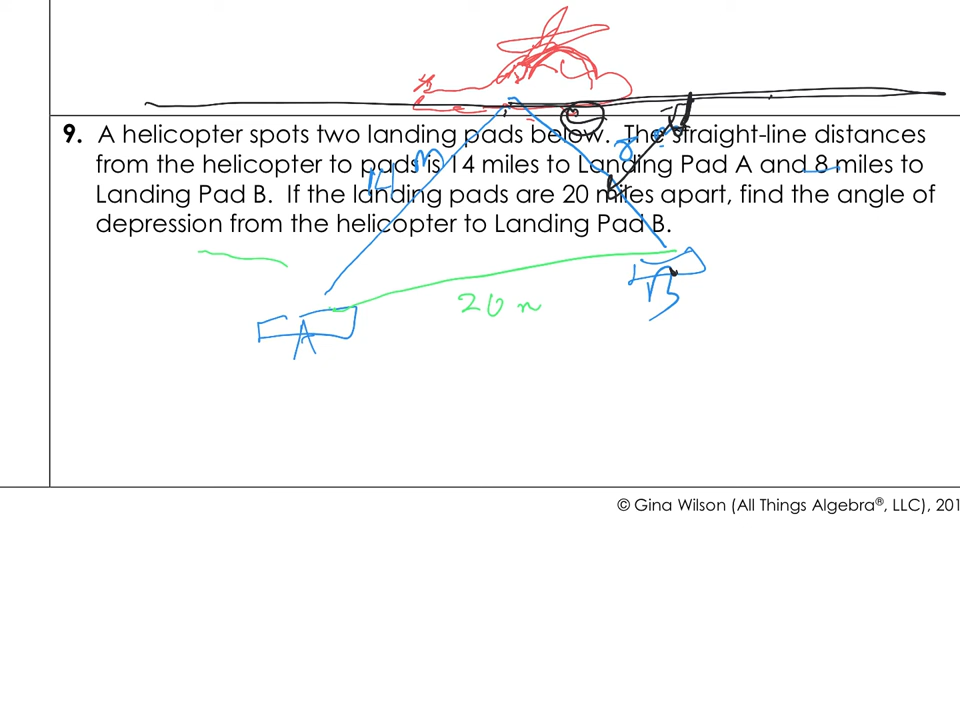 9. A helicopter spots two landing pads below. The straight-line distances
from the helicopter to pads is 14 miles to Landing Pad A and 8 miles to
Landing Pad B. If the landing pads are 20 miles apart, find the angle of
depression from the helicopter to Landing Pad B.
14 m
8
20 m
A
B
© Gina Wilson (All Things Algebra®, LLC), 201